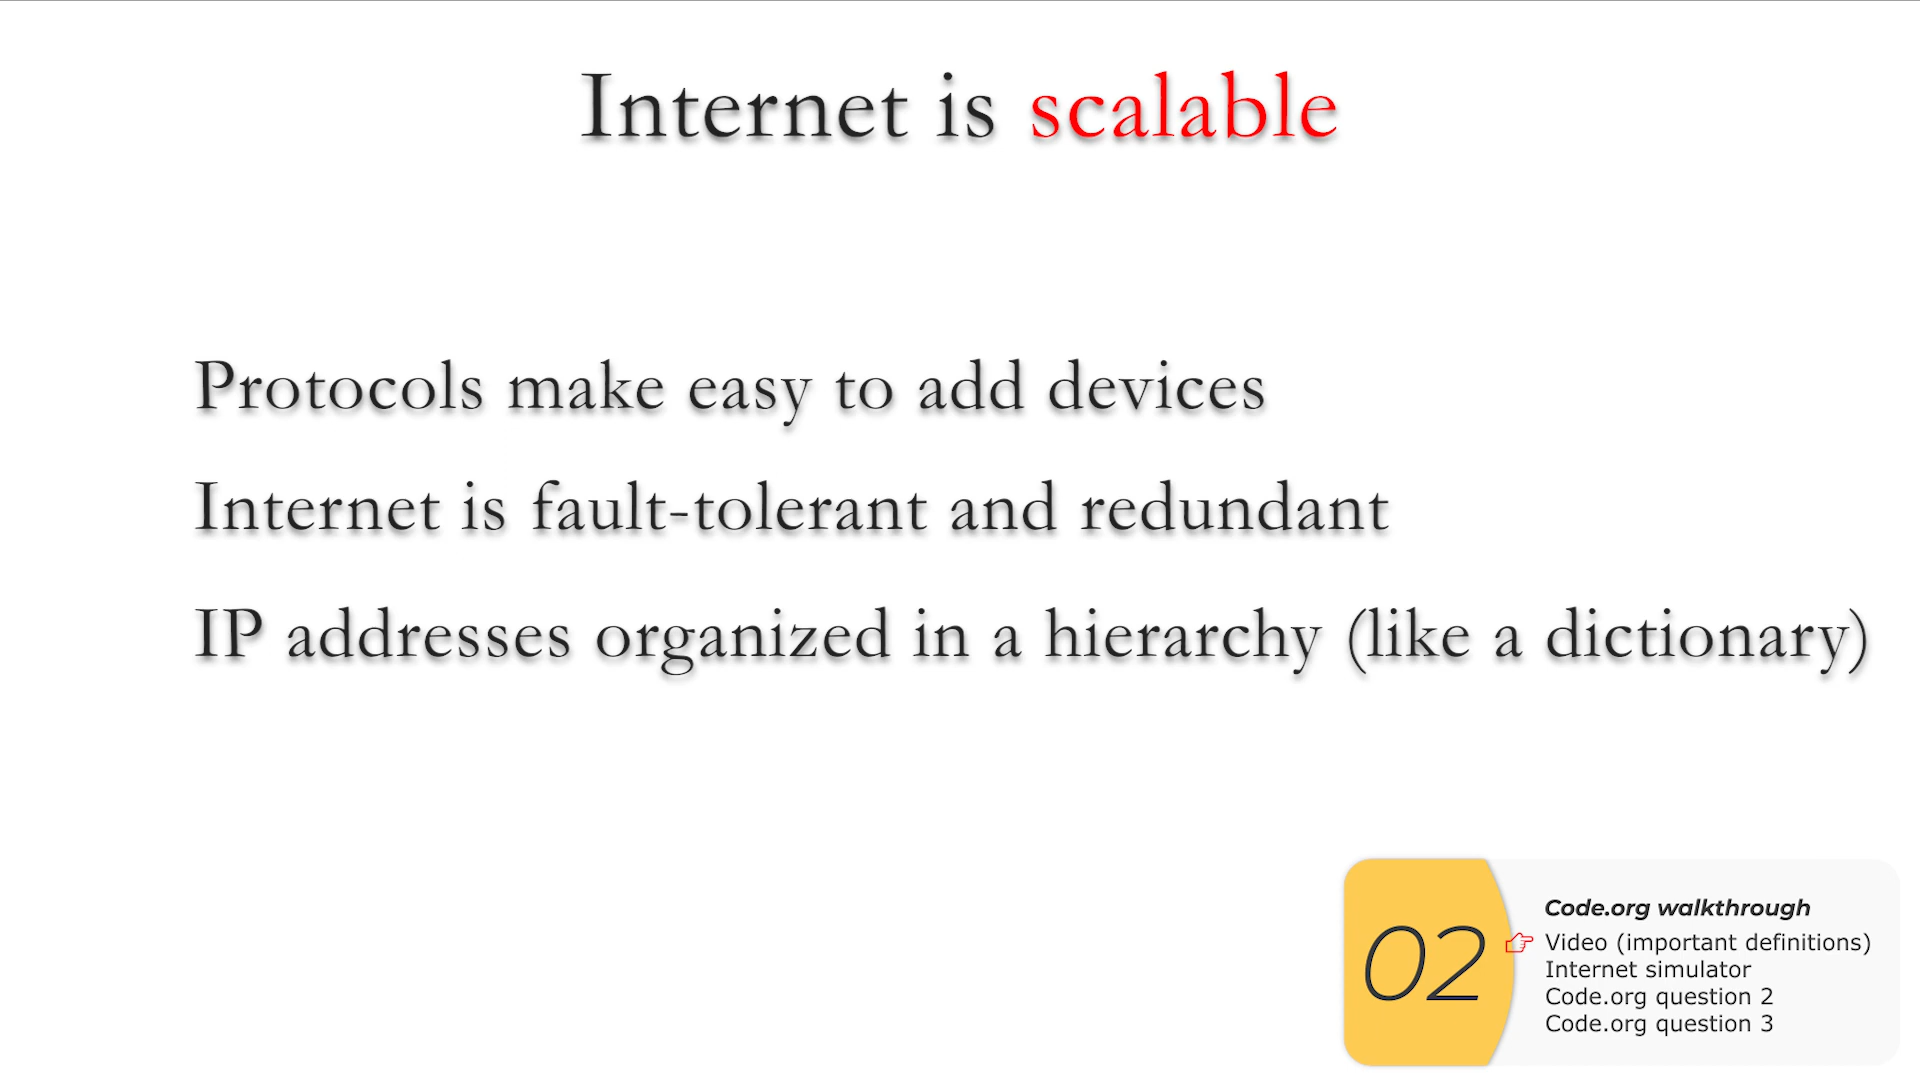 Internet is scalable
Protocols make easy to add devices
Internet is fault-tolerant and redundant
IP addresses organized in a hierarchy (like a dictionary)
02
Code.org walkthrough
Video (important definitions)
Internet simulator
Code.org question 2
Code.org question 3